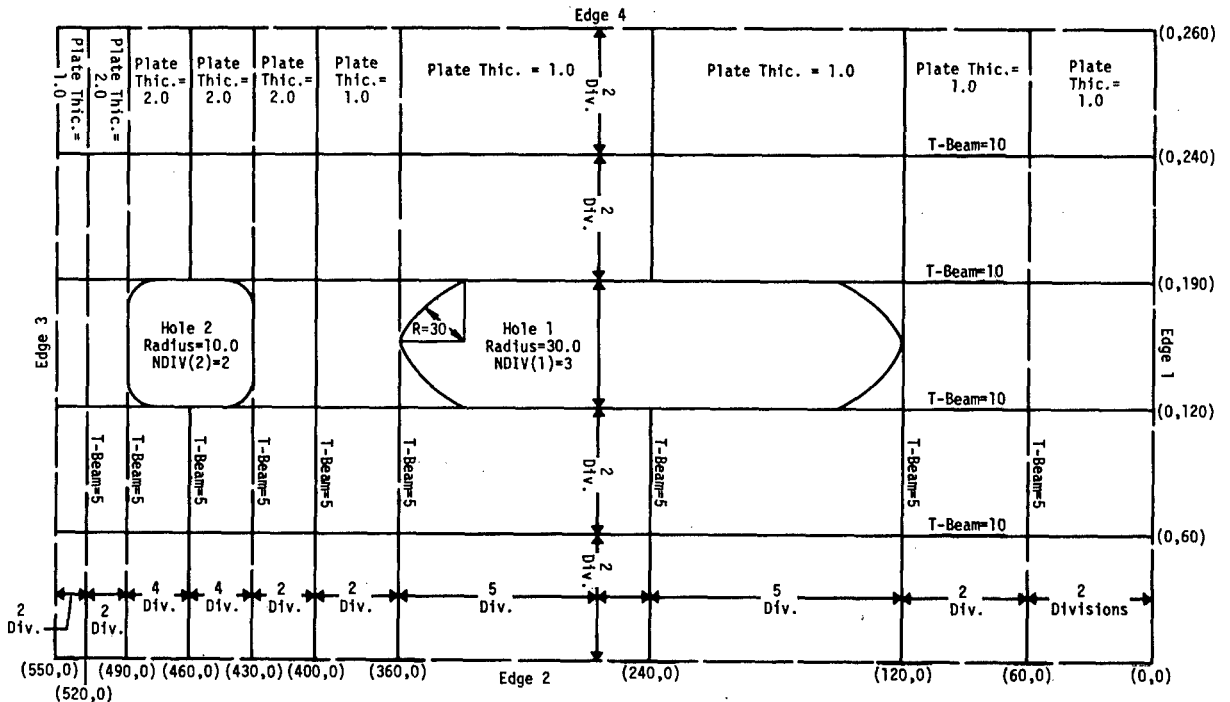 Edge 4
(0,260)
Plate Thic.= 1.0
Plate Thic.= 2.0
Plate
Thic.=
2.0
Plate
Thic.=
2.0
Plate
Thic.=
2.0
Plate
Thic.=
1.0
Plate Thic. = 1.0
2
Div.
Plate Thic. = 1.0
Plate Thic.=
1.0
Plate
Thic.=
1.0
T-Beam=10
(0,240)
2
Div.
T-Beam=10
(0,190)
Edge 3
Hole 2
Radius=10.0
NDIV(2)=2
R=30
Hole 1
Radius=30.0
NDIV(1)=3
Edge 1
T-Beam=10
(0,120)
T-Beam=5
T-Beam=5
T-Beam=5
T-Beam=5
T-Beam=5
T-Beam=5
2
Div.
T-Beam=5
T-Beam=5
T-Beam=5
T-Beam=10
(0,60)
2
Div.
2
Div.
2
Div.
4
Div.
4
Div.
2
Div.
2
Div.
5
Div.
5
Div.
2
Div.
2
Divisions
(550,0)
(520,0)
(490,0)
(460,0)
(430,0)
(400,0)
(360,0)
Edge 2
(240,0)
(120,0)
(60,0)
(0,0)